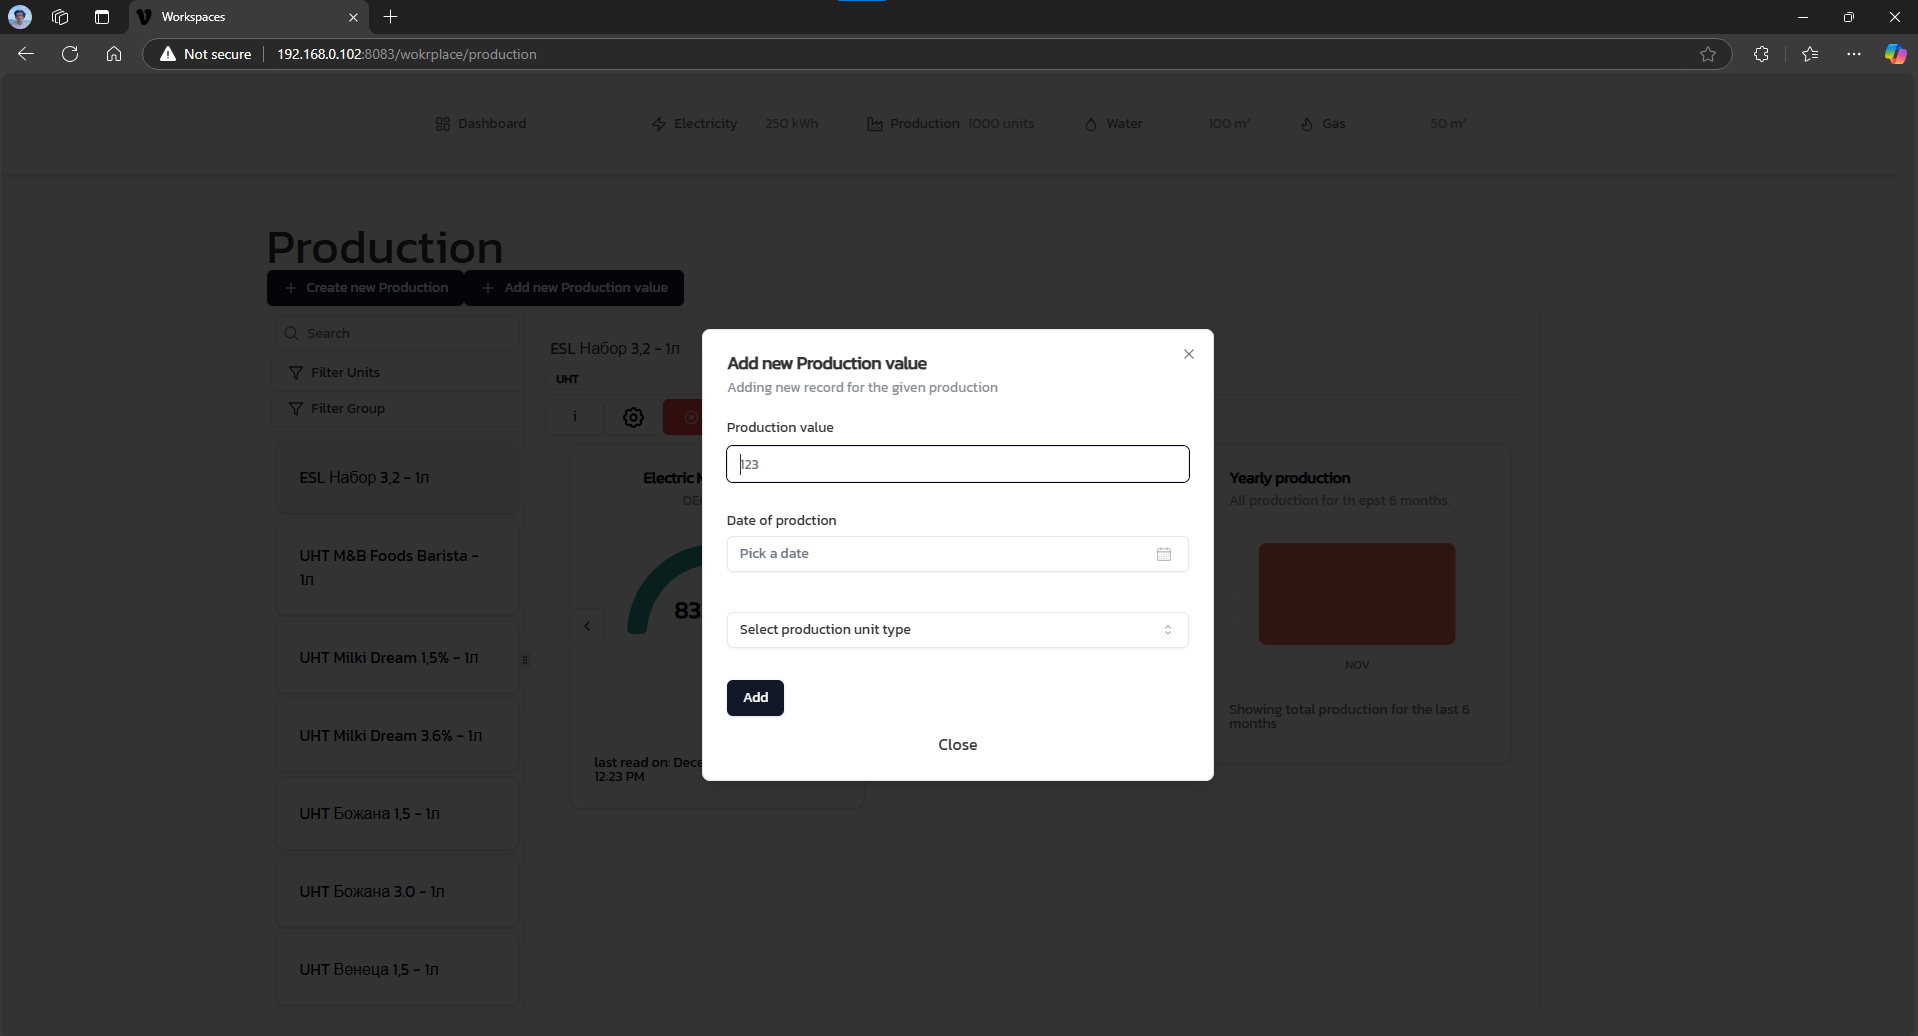 Workspaces
Not secure
192.168.0.102:8083/wokrplace/production
Dashboard
Electricity
250 kWh
Production
1000 units
Water
100 m³
Gas
50 m³
Production
Create new Production
Add new Production value
Search
Filter Units
Filter Group
ESL Набор 3,2 - 1л
UHT M&B Foods Barista -
1л
UHT Milki Dream 1,5% - 1л
UHT Milki Dream 3.6% - 1л
UHT Божана 1,5 - 1л
UHT Божана 3.0 - 1л
UHT Венеца 1,5 - 1л
ESL Набор 3,2 - 1л
UHT
i
Electric
83
last read on: Dece
12:23 PM
Add new Production value
Adding new record for the given production
Production value
123
Date of prodction
Pick a date
Select production unit type
Add
Close
Yearly production
All production for th epst 6 months.
NOV
Showing total production for the last 6
months